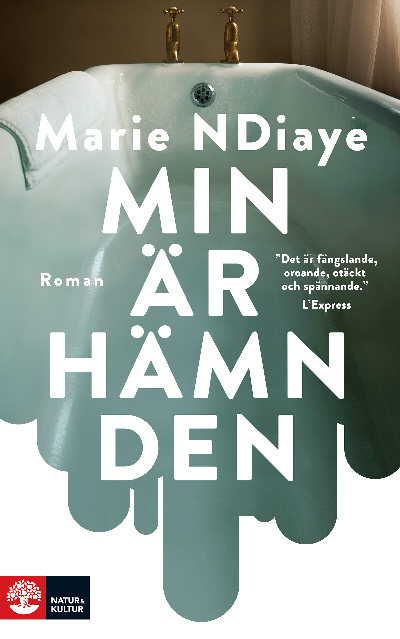 Marie NDiaye
MIN
ÄR
Roman
"Det är fängslande,
oroande, otäckt
och spännande."
L'Express
HÄMN
DEN
NATUR &
KULTUR